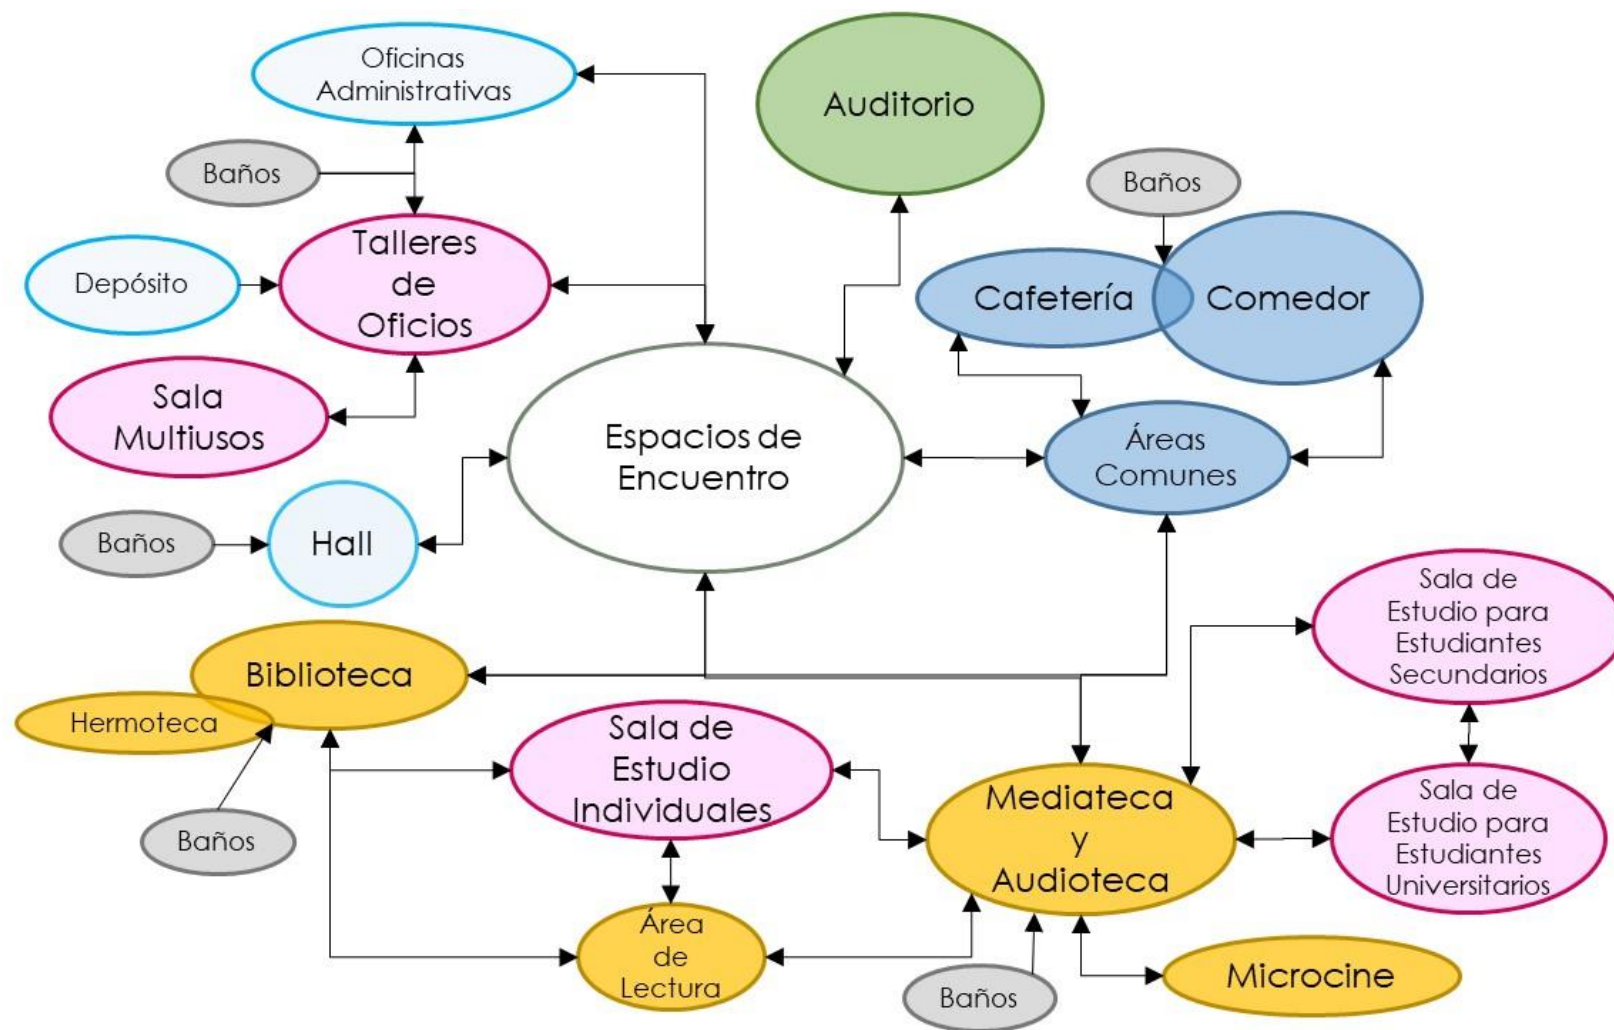 Oficinas
Administrativas
Auditorio
Baños
Baños
Talleres
de
Oficios
Depósito
Cafetería
Comedor
Sala
Multiusos
Espacios de
Encuentro
Áreas
Comunes
Baños
Hall
Sala de
Estudio para
Estudiantes
Secundarios
Biblioteca
Hermoteca
Sala de
Estudio
Individuales
Mediateca
y
Audioteca
Sala de
Estudio para
Estudiantes
Universitarios
Baños
Área
de
Lectura
Baños
Microcine